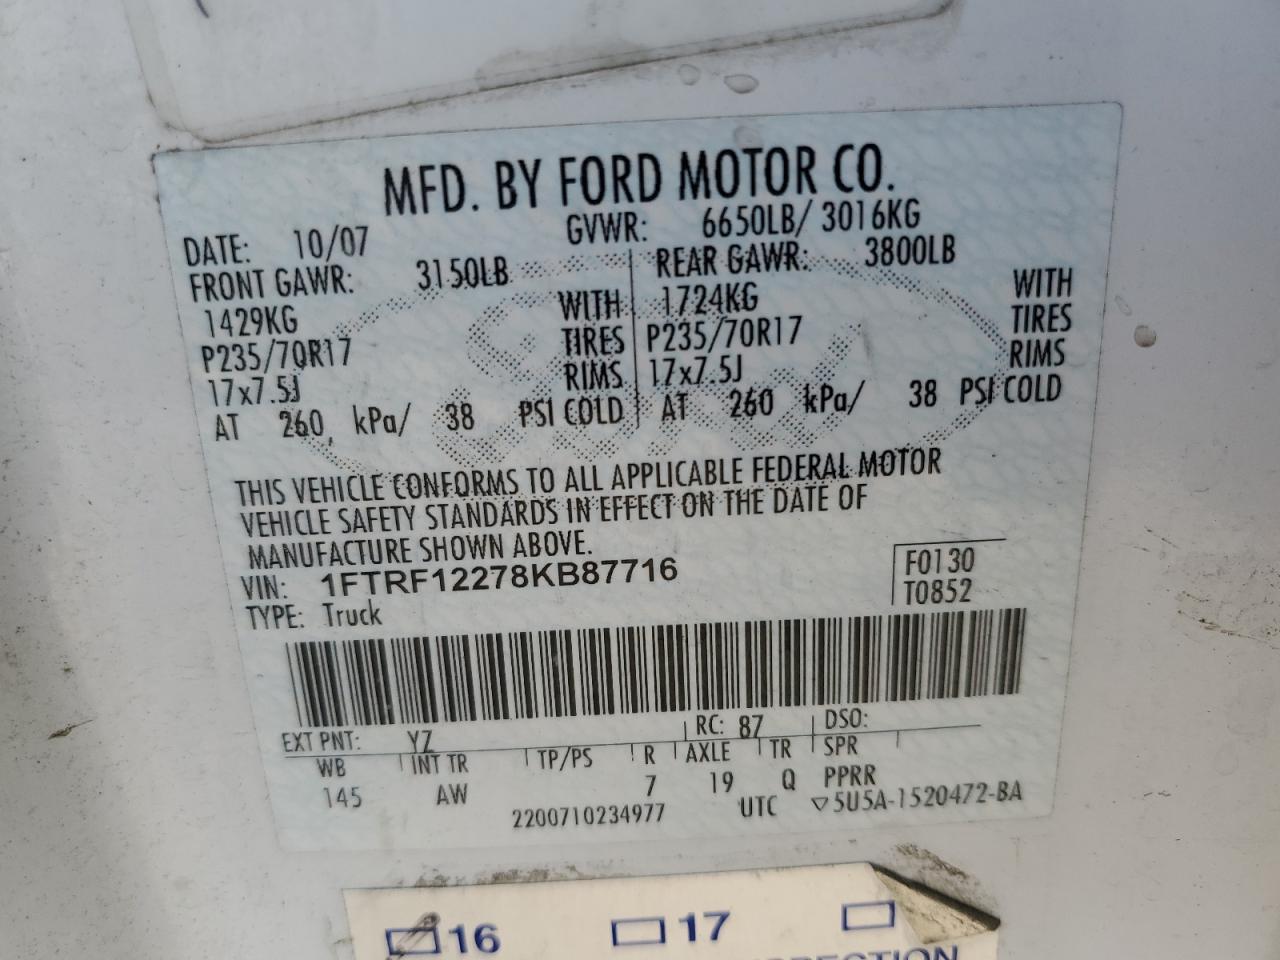 MFD. BY FORD MOTOR CO.
DATE: 10/07 GVWR: 6650LB/ 3016KG
FRONT GAWR: 3150LB REAR GAWR: 3800LB
1429KG WITH 1724KG WITH
P235/70R17 TIRES P235/70R17 TIRES
17x7.5J RIMS 17x7.5J RIMS
AT 260 kPa/ 38 PSI COLD AT 260 kPa/ 38 PSI COLD
THIS VEHICLE CONFORMS TO ALL APPLICABLE FEDERAL MOTOR
VEHICLE SAFETY STANDARDS IN EFFECT ON THE DATE OF
MANUFACTURE SHOWN ABOVE.
VIN: 1FTRF12278KB87716 F0130
TYPE: Truck T0852
EXT PNT: YZ RC: 87 DSO:
WB INT TR TP/PS R AXLE TR SPR
145 AW 7 19 Q PPRR
2200710234977 UTC ▽5U5A-1520472-BA
16 17